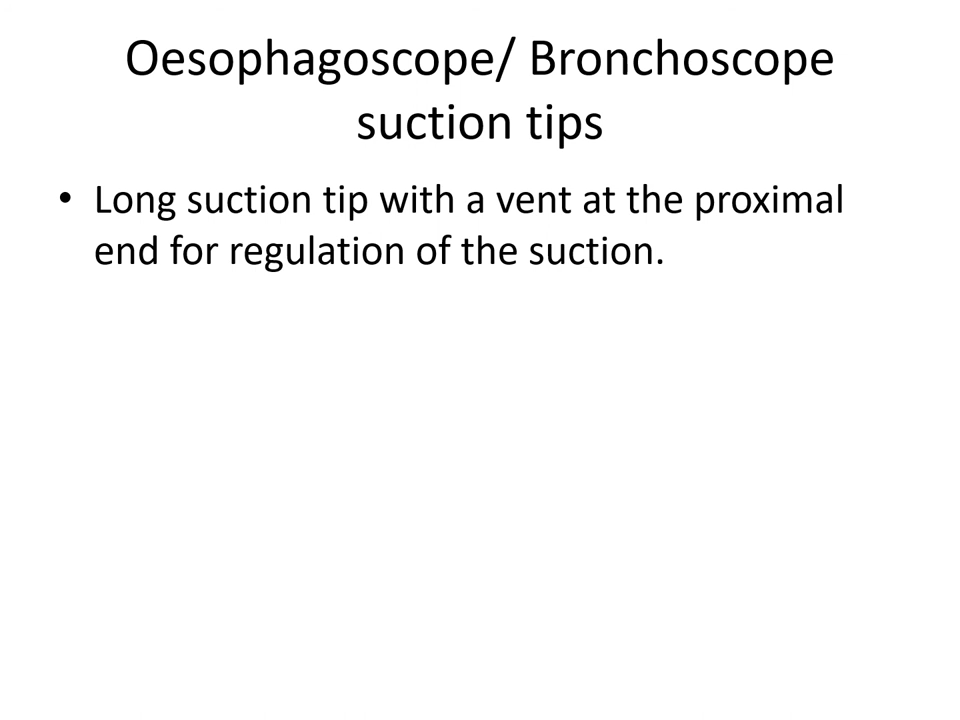 Oesophagoscope/ Bronchoscope
suction tips
• Long suction tip with a vent at the proximal
end for regulation of the suction.